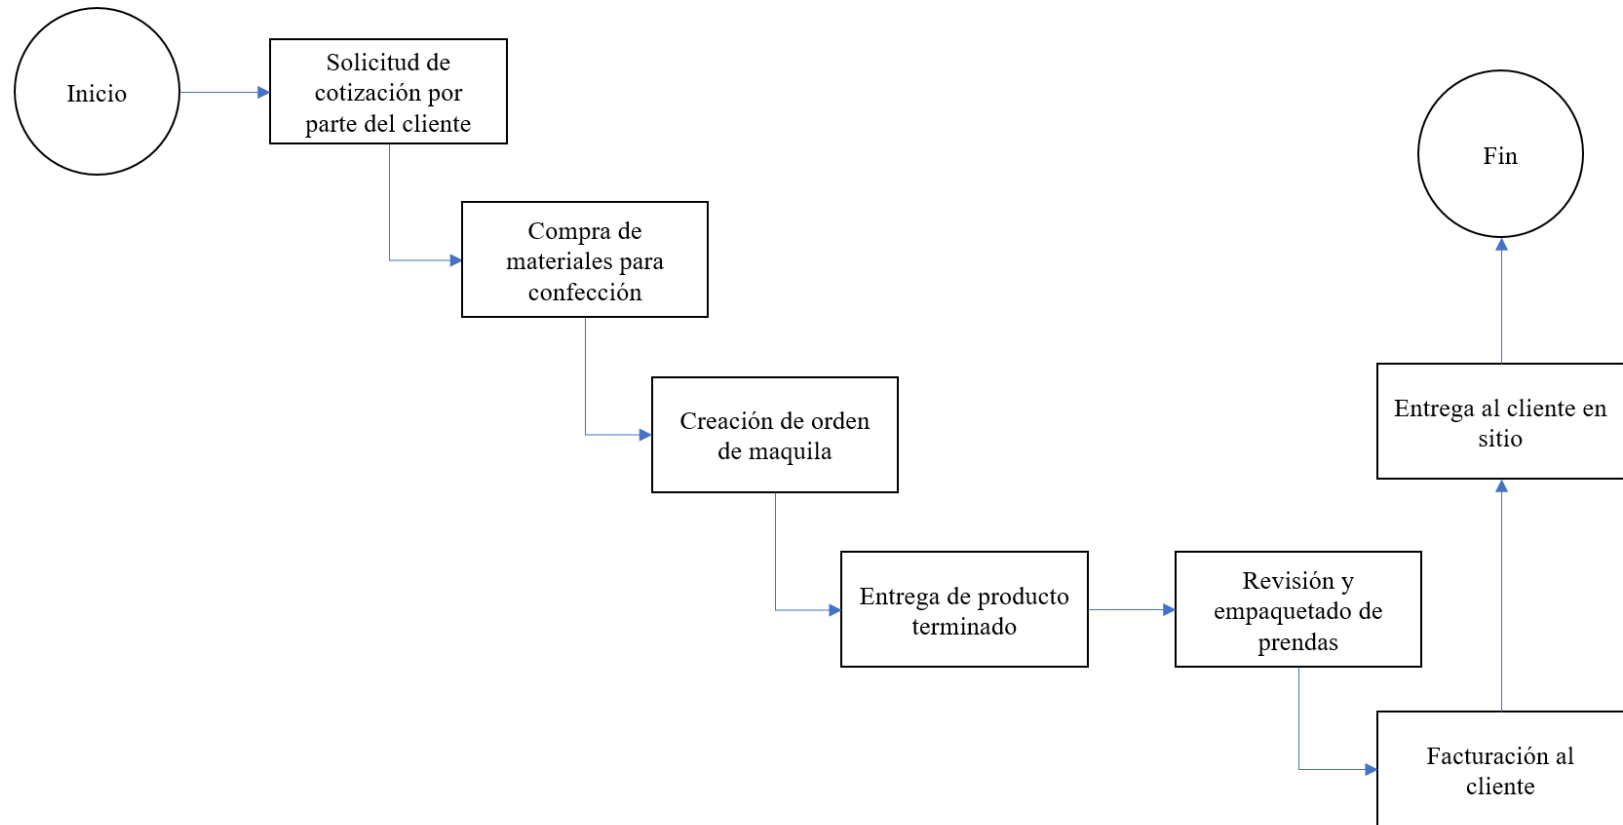 Inicio
Solicitud de
cotización por
parte del cliente
Compra de
materiales para
confección
Creación de orden
de maquila
Entrega de producto
terminado
Revisión y
empaquetado de
prendas
Facturación al
cliente
Entrega al cliente en
sitio
Fin